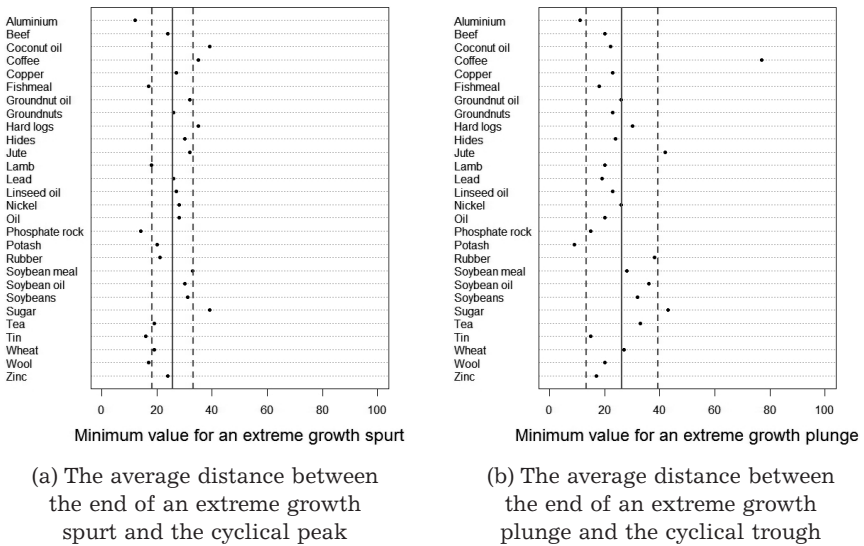 Aluminium
Beef
Coconut oil
Coffee
Copper
Fishmeal
Groundnut oil
Groundnuts
Hard logs
Hides
Jute
Lamb
Lead
Linseed oil
Nickel
Oil
Phosphate rock
Potash
Rubber
Soybean meal
Soybean oil
Soybeans
Sugar
Tea
Tin
Wheat
Wool
Zinc
0 20 40 60 80 100
Minimum value for an extreme growth spurt
(a) The average distance between
the end of an extreme growth
spurt and the cyclical peak
Aluminium
Beef
Coconut oil
Coffee
Copper
Fishmeal
Groundnut oil
Groundnuts
Hard logs
Hides
Jute
Lamb
Lead
Linseed oil
Nickel
Oil
Phosphate rock
Potash
Rubber
Soybean meal
Soybean oil
Soybeans
Sugar
Tea
Tin
Wheat
Wool
Zinc
0 20 40 60 80 100
Minimum value for an extreme growth plunge
(b) The average distance between
the end of an extreme growth
plunge and the cyclical trough